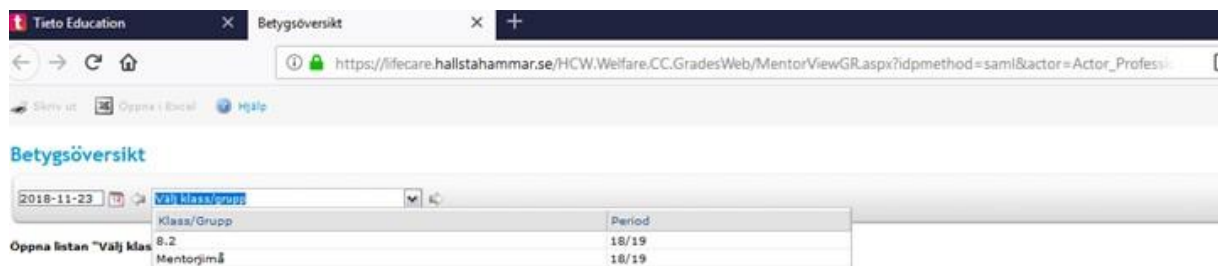 Tieto Education
Betygsöversikt
https://lifecare.hallstahammar.se/HCW.Welfare.CC.GradesWeb/MentorViewGR.aspx?idpmethod=saml&actor=Actor_Professi
Skriv ut Öppna i Excel Hjälp
Betygsöversikt
2018-11-23 Välj klass/grupp
Klass/Grupp Period
Öppna listan "Välj klas 8.2 18/19
Mentorjimå 18/19